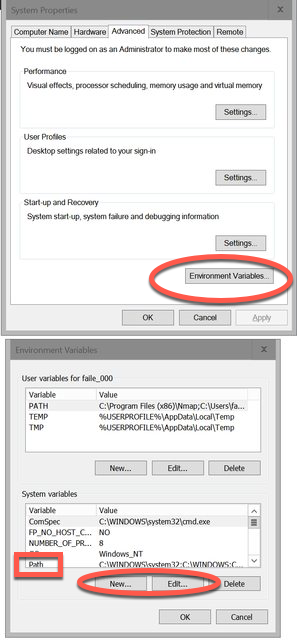 System Properties
x
Computer Name Hardware Advanced System Protection Remote
You must be logged on as an Administrator to make most of these changes.
Performance
Visual effects, processor scheduling, memory usage and virtual memory
Settings...
User Profiles
Desktop settings related to your sign-in
Settings...
Start-up and Recovery
System start-up, system failure and debugging information
Settings...
Environment Variables...
OK Cancel Apply
Environment Variables
x
User variables for faile_000
Variable Value
PATH C:\Program Files (x86)\Nmap;C:\Users\fa...
TEMP %USERPROFILE%\AppData\Local\Temp
TMP %USERPROFILE%\AppData\Local\Temp
New... Edit... Delete
System variables
Variable Value
ComSpec C:\WINDOWS\system32\cmd.exe
FP_NO_HOST_C... NO
NUMBER_OF_PR... 8
Windows_NT
Path C:\WINDOWS\system32;C:\WINDOWS;C...
New... Edit... Delete
OK Cancel